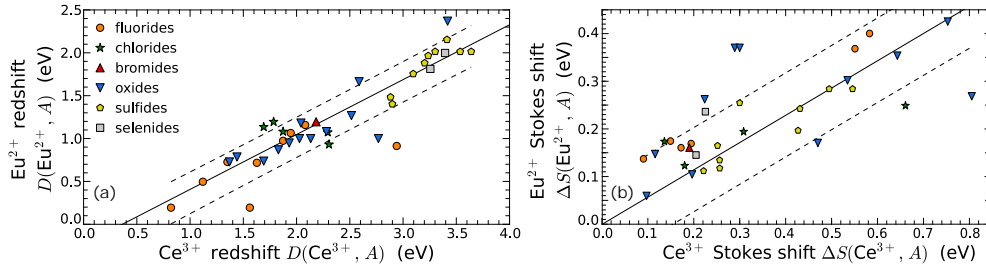 (a)
fluorides
chlorides
bromides
oxides
sulfides
selenides
Eu²⁺ redshift
D(Eu²⁺, A) (eV)
2.5
2.0
1.5
1.0
0.5
0.0
0.0 0.5 1.0 1.5 2.0 2.5 3.0 3.5 4.0
Ce³⁺ redshift D(Ce³⁺, A) (eV)
(b)
Eu²⁺ Stokes shift
ΔS(Eu²⁺, A) (eV)
0.4
0.3
0.2
0.1
0.0
0.0 0.1 0.2 0.3 0.4 0.5 0.6 0.7 0.8
Ce³⁺ Stokes shift ΔS(Ce³⁺, A) (eV)